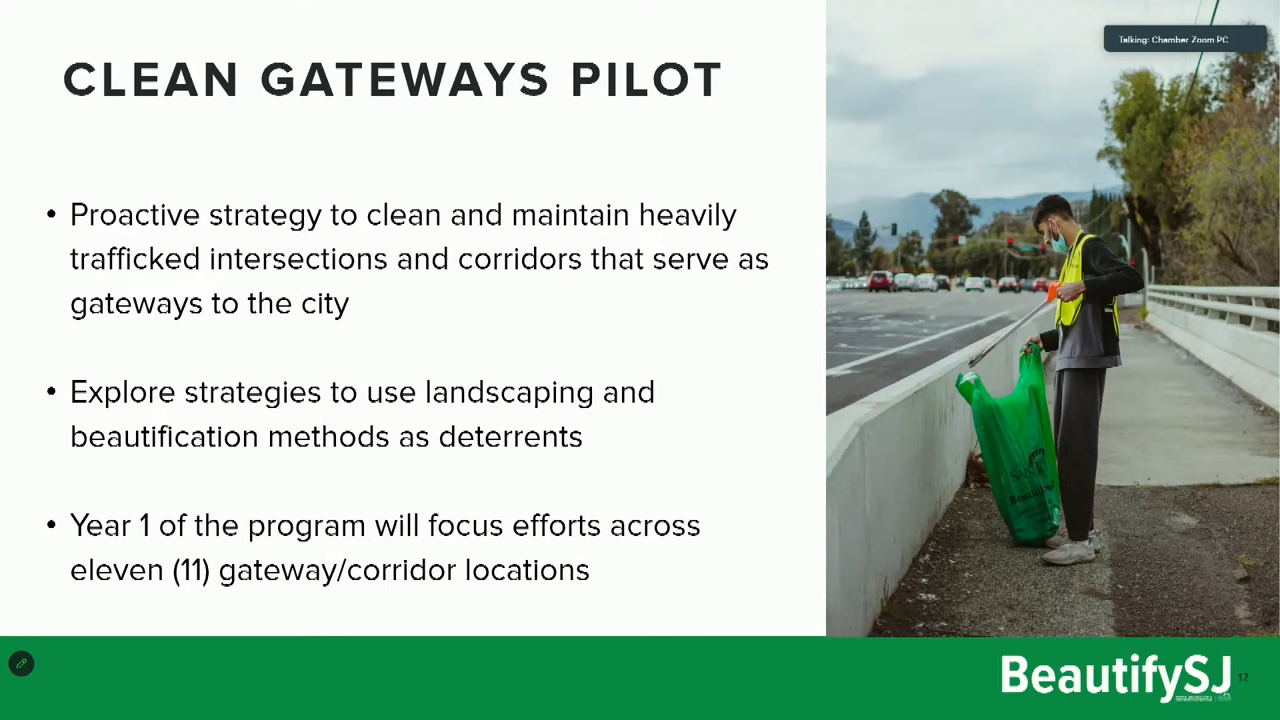 Talking: Chamber Zoom PC
CLEAN GATEWAYS PILOT
• Proactive strategy to clean and maintain heavily
trafficked intersections and corridors that serve as
gateways to the city
• Explore strategies to use landscaping and
beautification methods as deterrents
• Year 1 of the program will focus efforts across
eleven (11) gateway/corridor locations
BeautifySJ
12